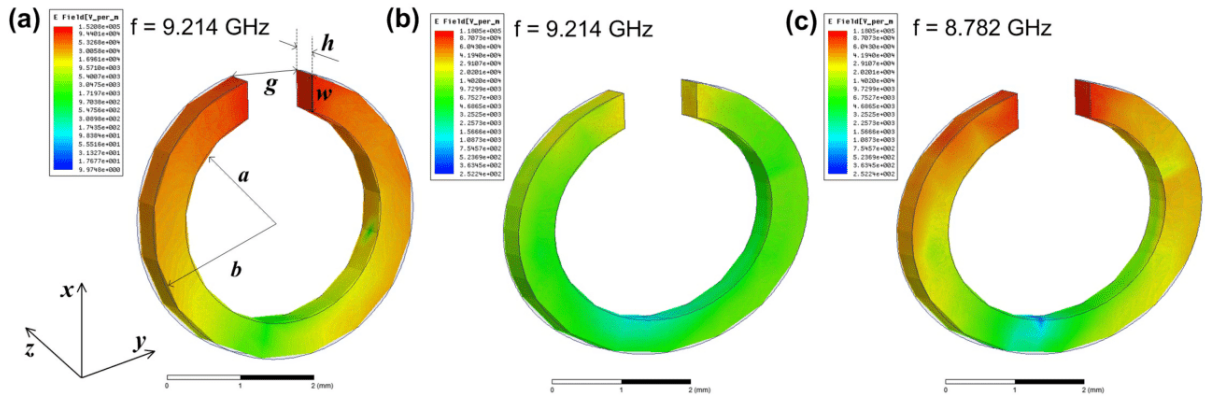 (a)
E Field[V_per_m
1.5208e+005
9.4401e+004
5.3268e+004
3.0058e+004
1.6961e+004
9.5710e+003
5.4007e+003
3.0475e+003
1.7197e+003
9.7038e+002
5.4756e+002
3.0898e+002
1.7435e+002
9.8384e+001
5.5516e+001
3.1327e+001
1.7677e+001
9.9748e+000
f = 9.214 GHz
h
g
w
a
b
x
y
z
0 1 2 (mm)
(b)
E Field[V_per_m
1.1805e+005
8.7073e+004
6.0430e+004
4.1940e+004
2.9107e+004
2.0201e+004
1.4020e+004
9.7299e+003
6.7527e+003
4.6865e+003
3.2525e+003
2.2573e+003
1.5666e+003
1.0873e+003
7.5457e+002
5.2369e+002
3.6345e+002
2.5224e+002
f = 9.214 GHz
0 1 2 (mm)
(c)
E Field[V_per_m
1.1805e+005
8.7073e+004
6.0430e+004
4.1940e+004
2.9107e+004
2.0201e+004
1.4020e+004
9.7299e+003
6.7527e+003
4.6865e+003
3.2525e+003
2.2573e+003
1.5666e+003
1.0873e+003
7.5457e+002
5.2369e+002
3.6345e+002
2.5224e+002
f = 8.782 GHz
0 1 2 (mm)